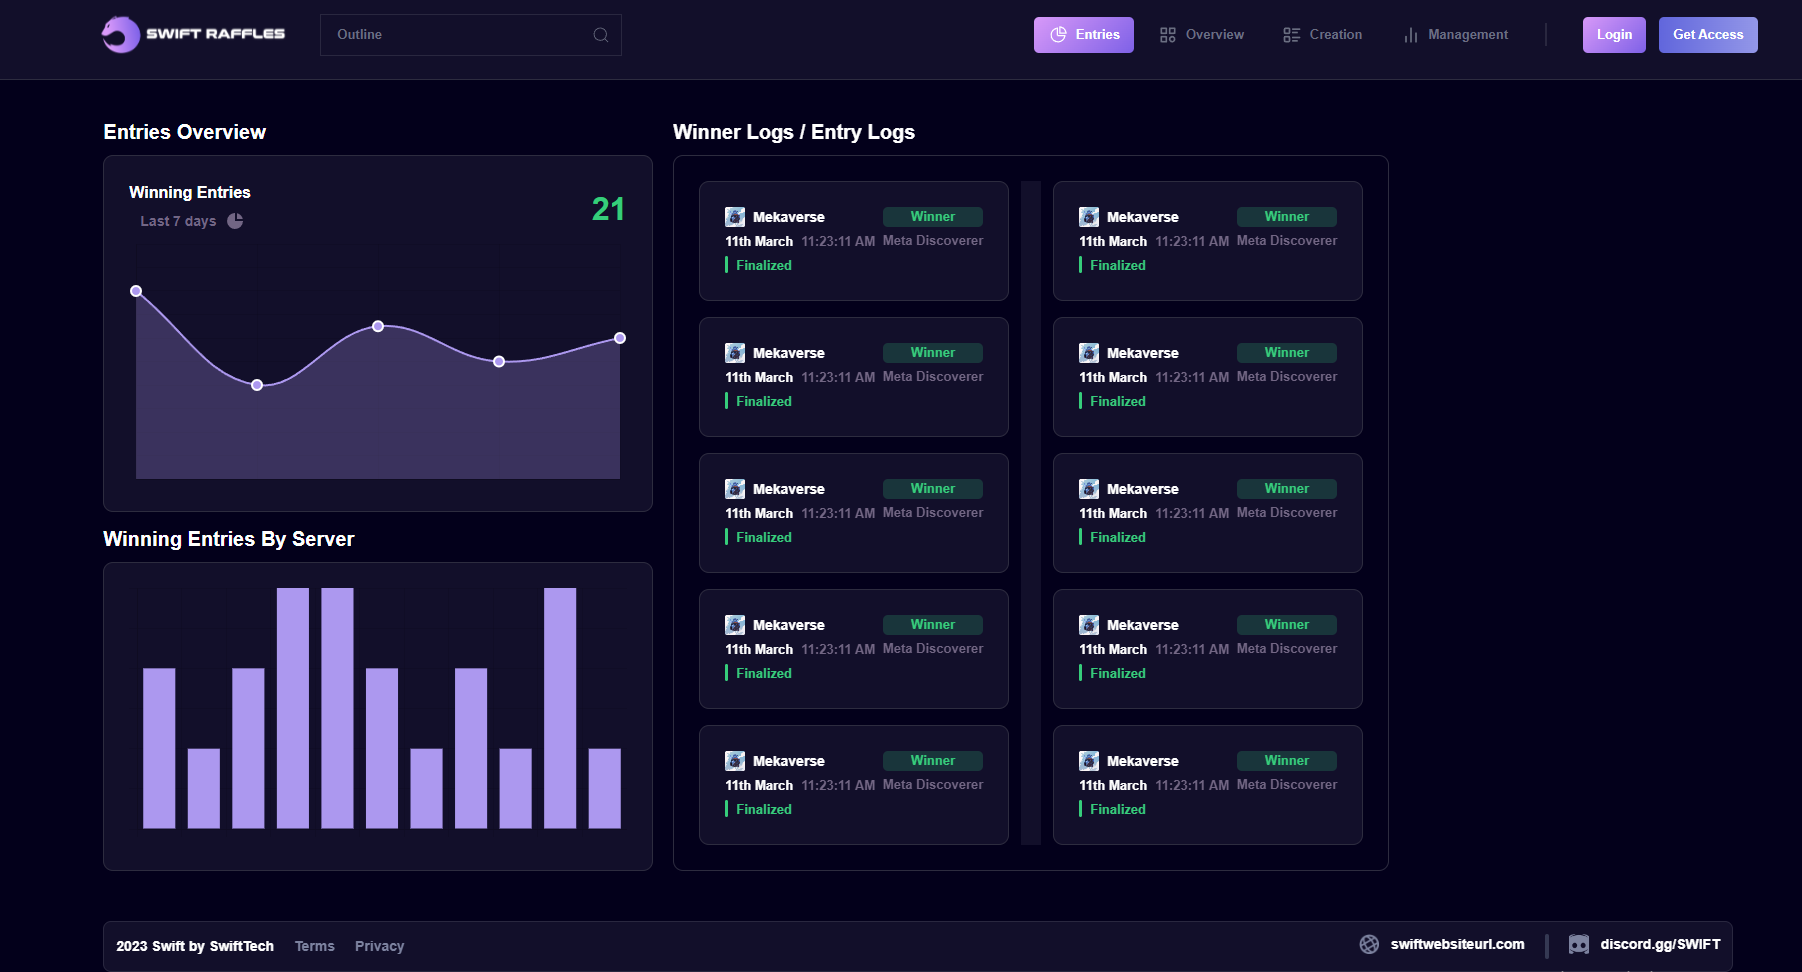 SWIFT RAFFLES
Outline
Entries
Overview
Creation
Management
Login
Get Access
Entries Overview
Winning Entries
Last 7 days
21
Winning Entries By Server
Winner Logs / Entry Logs
Mekaverse Winner
11th March 11:23:11 AM Meta Discoverer
Finalized
Mekaverse Winner
11th March 11:23:11 AM Meta Discoverer
Finalized
Mekaverse Winner
11th March 11:23:11 AM Meta Discoverer
Finalized
Mekaverse Winner
11th March 11:23:11 AM Meta Discoverer
Finalized
Mekaverse Winner
11th March 11:23:11 AM Meta Discoverer
Finalized
Mekaverse Winner
11th March 11:23:11 AM Meta Discoverer
Finalized
Mekaverse Winner
11th March 11:23:11 AM Meta Discoverer
Finalized
Mekaverse Winner
11th March 11:23:11 AM Meta Discoverer
Finalized
Mekaverse Winner
11th March 11:23:11 AM Meta Discoverer
Finalized
Mekaverse Winner
11th March 11:23:11 AM Meta Discoverer
Finalized
2023 Swift by SwiftTech
Terms
Privacy
swiftwebsiteurl.com
discord.gg/SWIFT